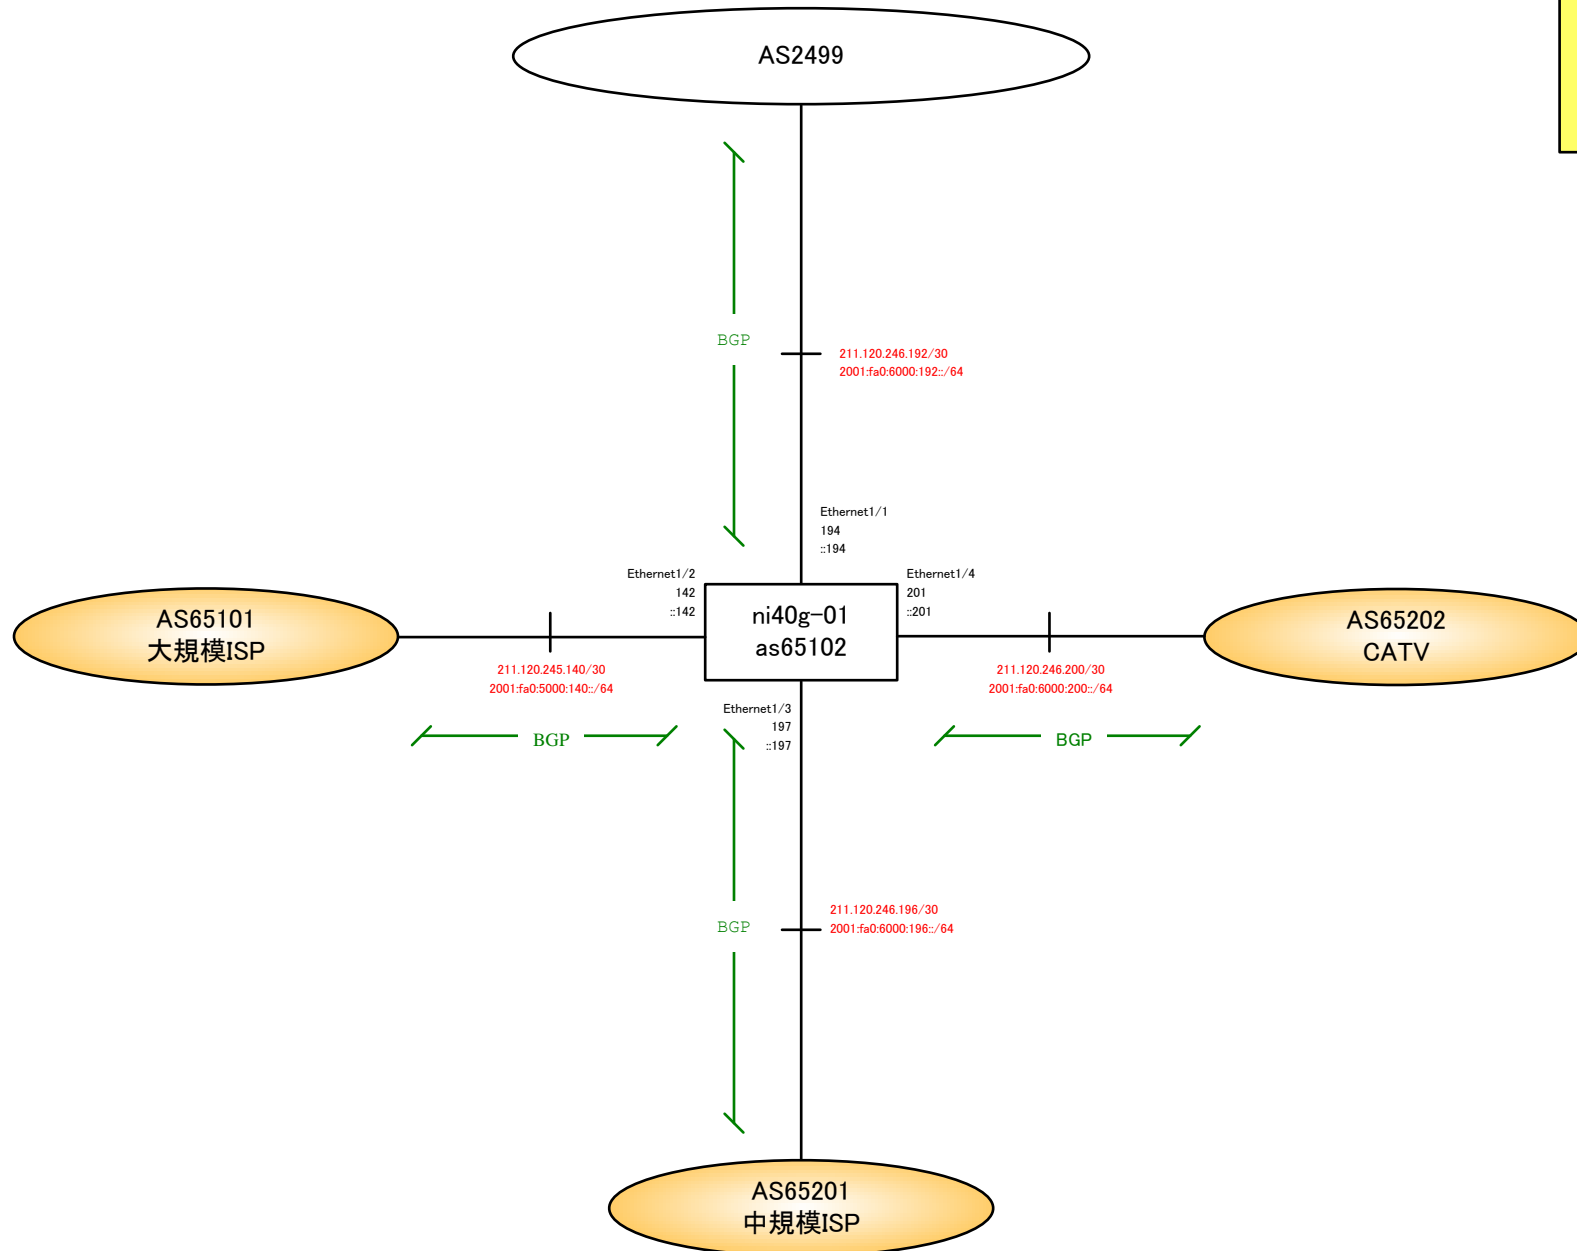 AS2499
BGP
211.120.246.192/30
2001:fa0:6000:192::/64
Ethernet1/1
194
::194
Ethernet1/2
142
::142
Ethernet1/4
201
::201
AS65101
大規模ISP
ni40g-01
as65102
AS65202
CATV
211.120.245.140/30
2001:fa0:5000:140::/64
211.120.246.200/30
2001:fa0:6000:200::/64
Ethernet1/3
197
::197
BGP
BGP
BGP
211.120.246.196/30
2001:fa0:6000:196::/64
AS65201
中規模ISP